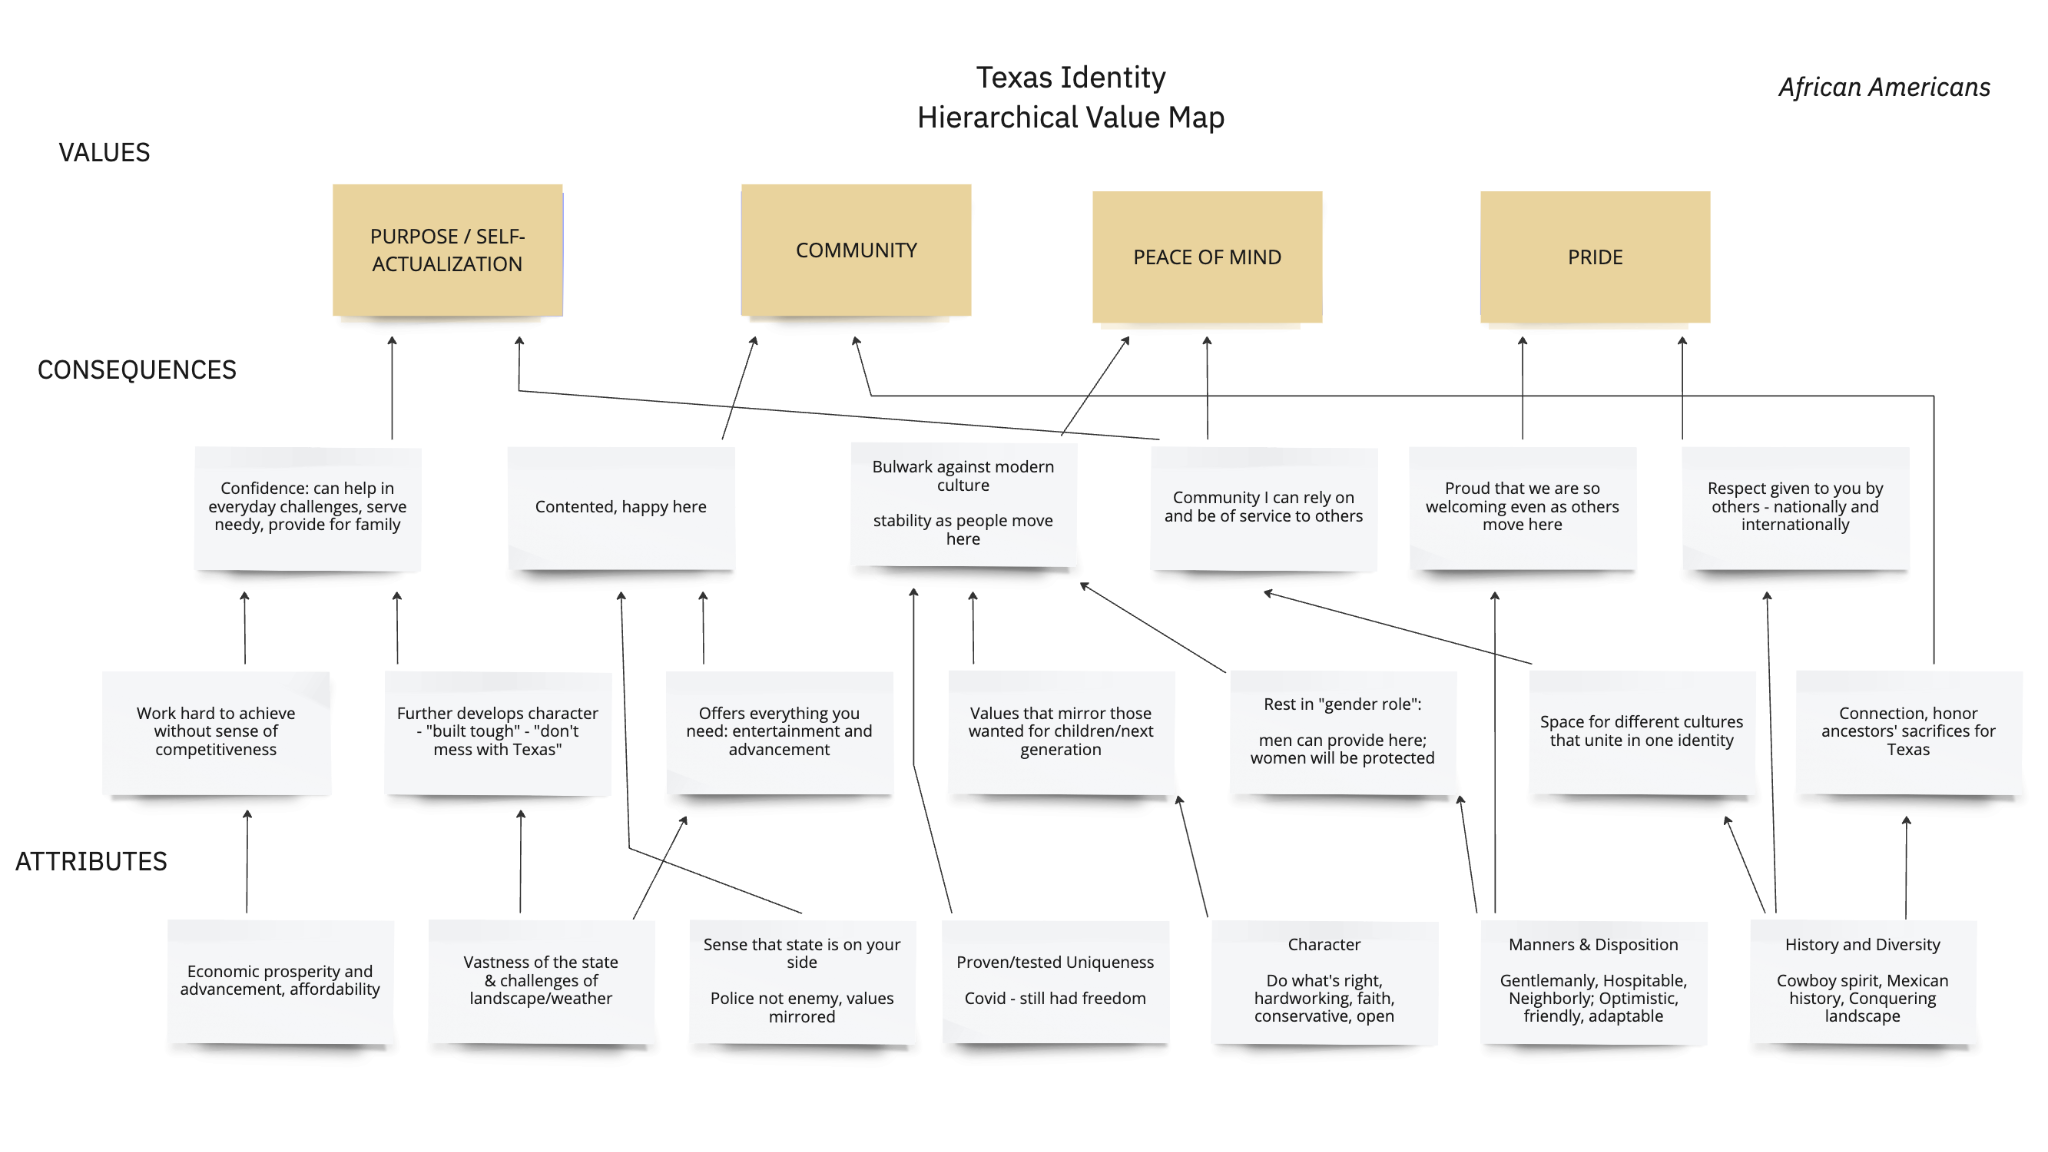 Texas Identity
Hierarchical Value Map
African Americans
VALUES
PURPOSE / SELF-
ACTUALIZATION
COMMUNITY
PEACE OF MIND
PRIDE
CONSEQUENCES
Confidence: can help in
everyday challenges, serve
needy, provide for family
Contented, happy here
Bulwark against modern
culture
stability as people move
here
Community I can rely on
and be of service to others
Proud that we are so
welcoming even as others
move here
Respect given to you by
others - nationally and
internationally
Work hard to achieve
without sense of
competitiveness
Further develops character
- "built tough" - "don't
mess with Texas"
Offers everything you
need: entertainment and
advancement
Values that mirror those
wanted for children/next
generation
Rest in "gender role":
men can provide here;
women will be protected
Space for different cultures
that unite in one identity
Connection, honor
ancestors' sacrifices for
Texas
ATTRIBUTES
Economic prosperity and
advancement, affordability
Vastness of the state
& challenges of
landscape/weather
Sense that state is on your
side
Police not enemy, values
mirrored
Proven/tested Uniqueness
Covid - still had freedom
Character
Do what's right,
hardworking, faith,
conservative, open
Manners & Disposition
Gentlemanly, Hospitable,
Neighborly; Optimistic,
friendly, adaptable
History and Diversity
Cowboy spirit, Mexican
history, Conquering
landscape